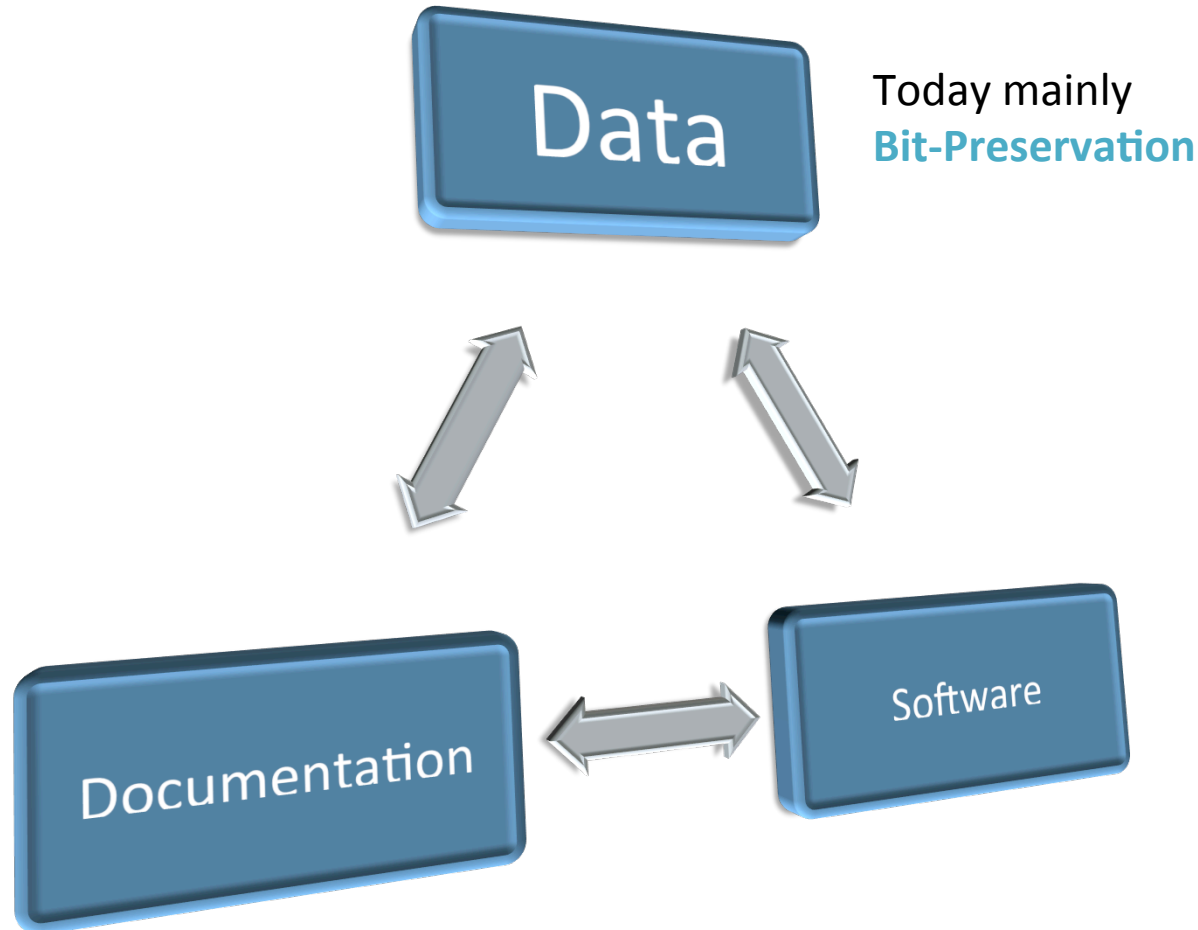 Data
Today mainly
Bit-Preservation
Documentation
Software